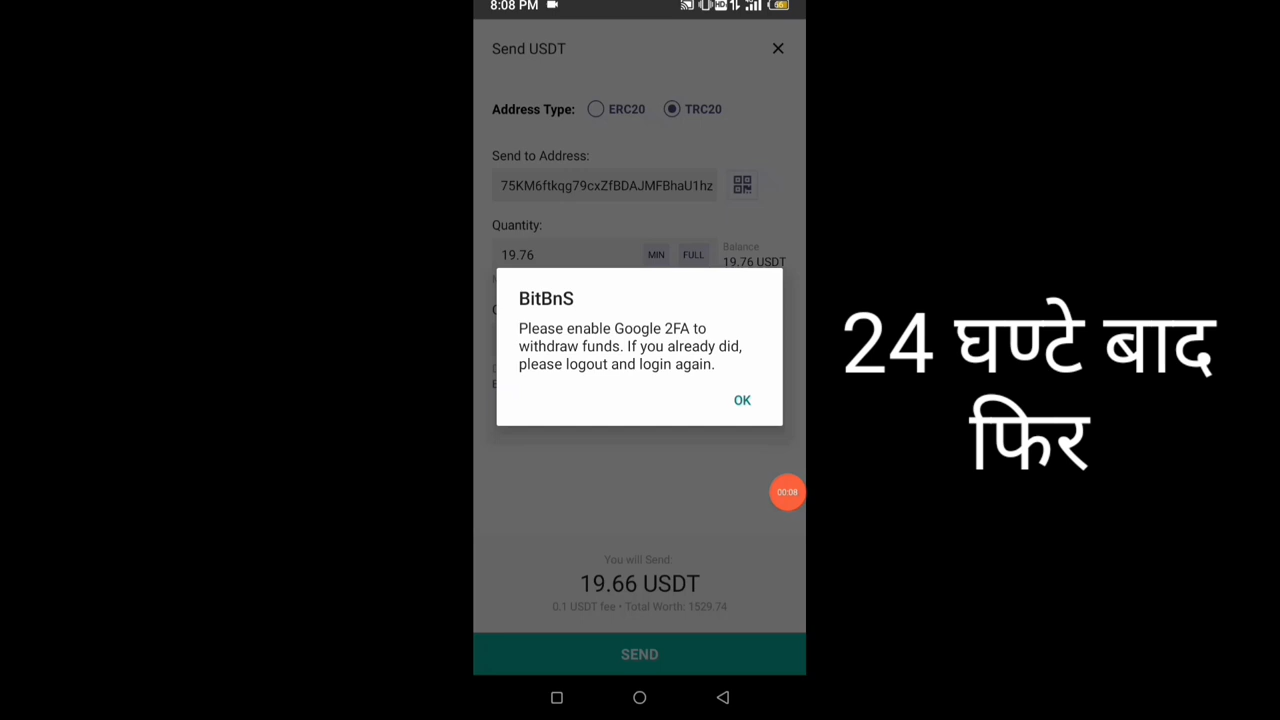 8:08 PM
65
Send USDT
Address Type: ERC20 TRC20
Send to Address:
75KM6ftkqg79cxZfBDAJMFBhaU1hz
Quantity:
19.76 MIN FULL
Balance
19.76 USDT
BitBnS
Please enable Google 2FA to
withdraw funds. If you already did,
please logout and login again.
OK
24 घण्टे बाद
फिर
00:08
You will Send:
19.66 USDT
0.1 USDT fee • Total Worth: 1529.74
SEND